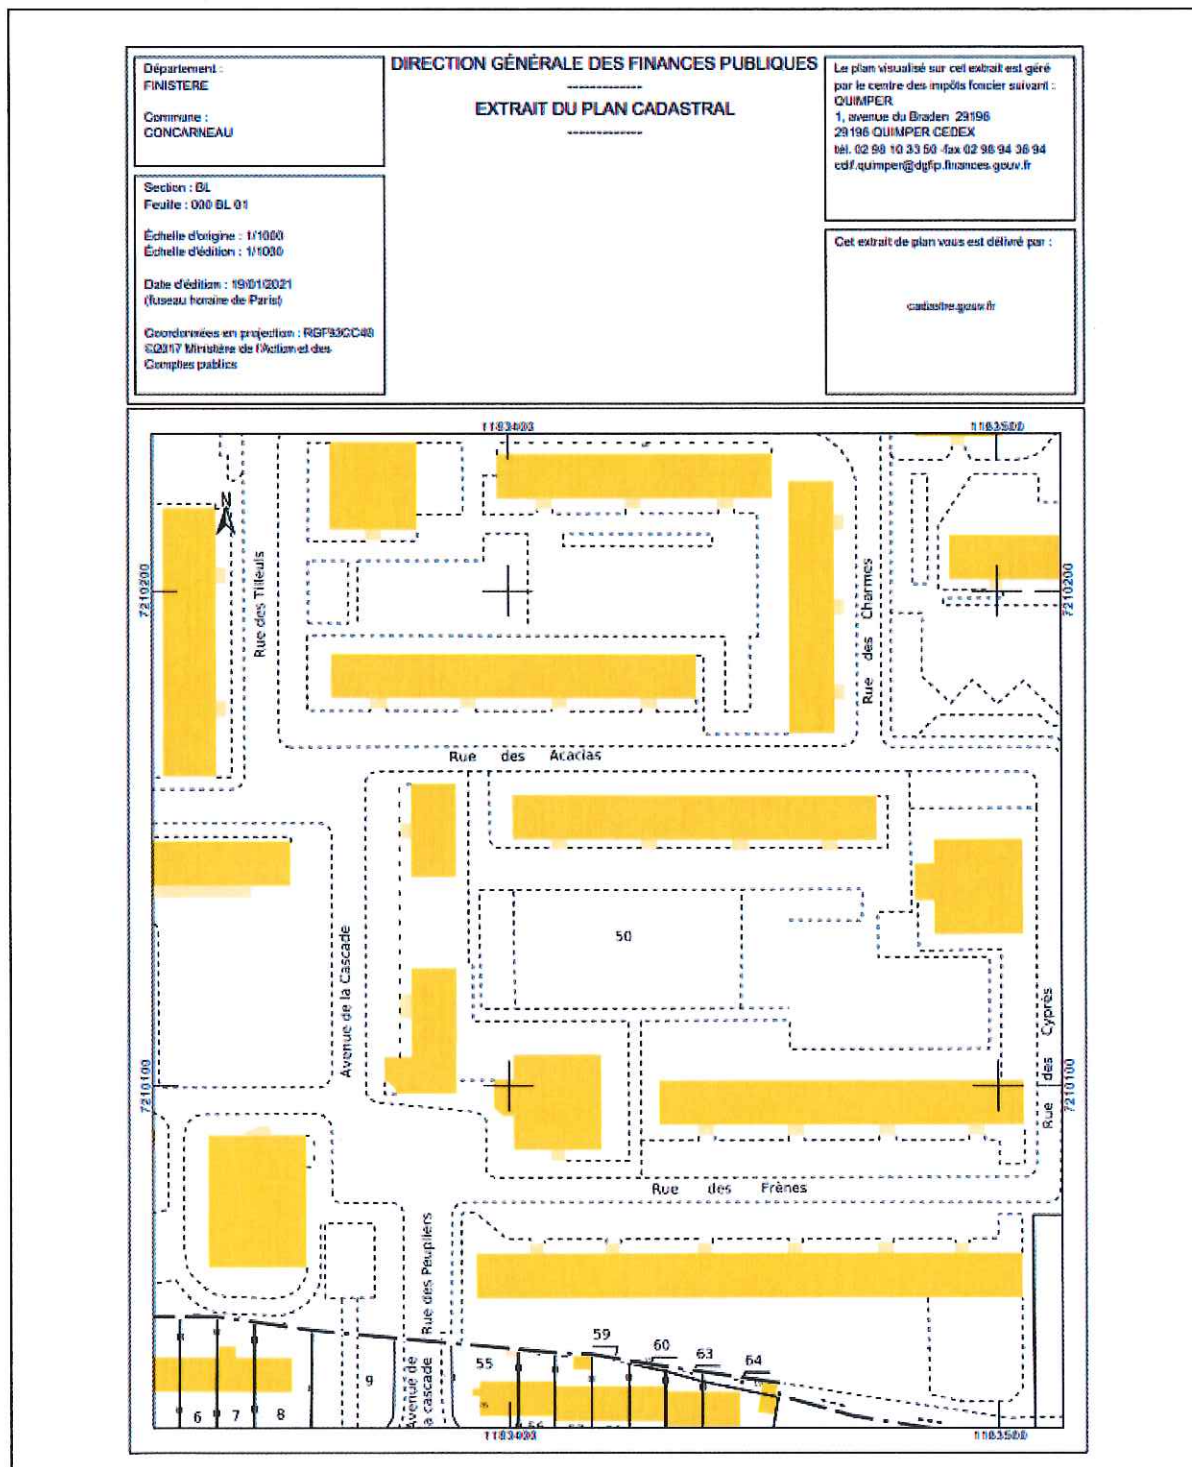 Département :
FINISTERE
Commune :
CONCARNEAU
Section : BL
Feuille : 000 BL 01
Échelle d'origine : 1/1000
Échelle d'édition : 1/1000
Date d'édition : 19/01/2021
(fuseau horaire de Paris)
Coordonnées en projection : RGF93CC48
©2017 Ministère de l'Action et des
Comptes publics
DIRECTION GÉNÉRALE DES FINANCES PUBLIQUES
-------------
EXTRAIT DU PLAN CADASTRAL
-------------
Le plan visualisé sur cet extrait est géré
par le centre des impôts foncier suivant :
QUIMPER
1, avenue du Braden 29196
29196 QUIMPER CEDEX
tél. 02 98 10 33 50 -fax 02 98 94 36 94
cdif.quimper@dgfip.finances.gouv.fr
Cet extrait de plan vous est délivré par :
cadastre.gouv.fr
1183400
1183500
N
7210200
7210200
Rue des Tilleuls
Rue des Charmes
Rue des Acacias
50
Avenue de la Cascade
Rue des Cyprès
7210100
7210100
Rue des Frênes
Rue des Peupliers
59
60
63
64
55
9
6
7
8
56
Avenue de
la cascade
1183400
1183500